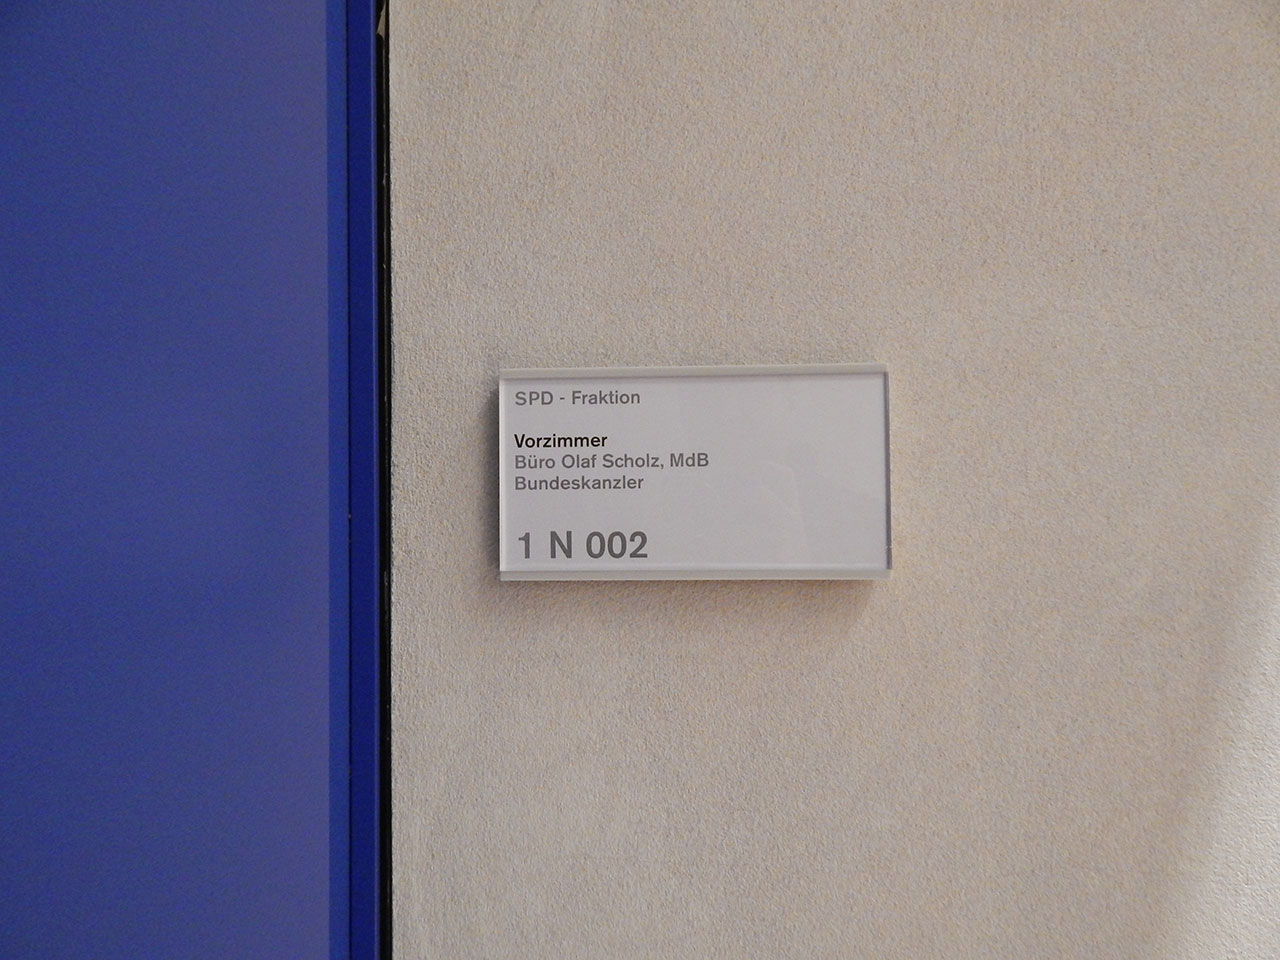 SPD - Fraktion
Vorzimmer
Büro Olaf Scholz, MdB
Bundeskanzler
1 N 002